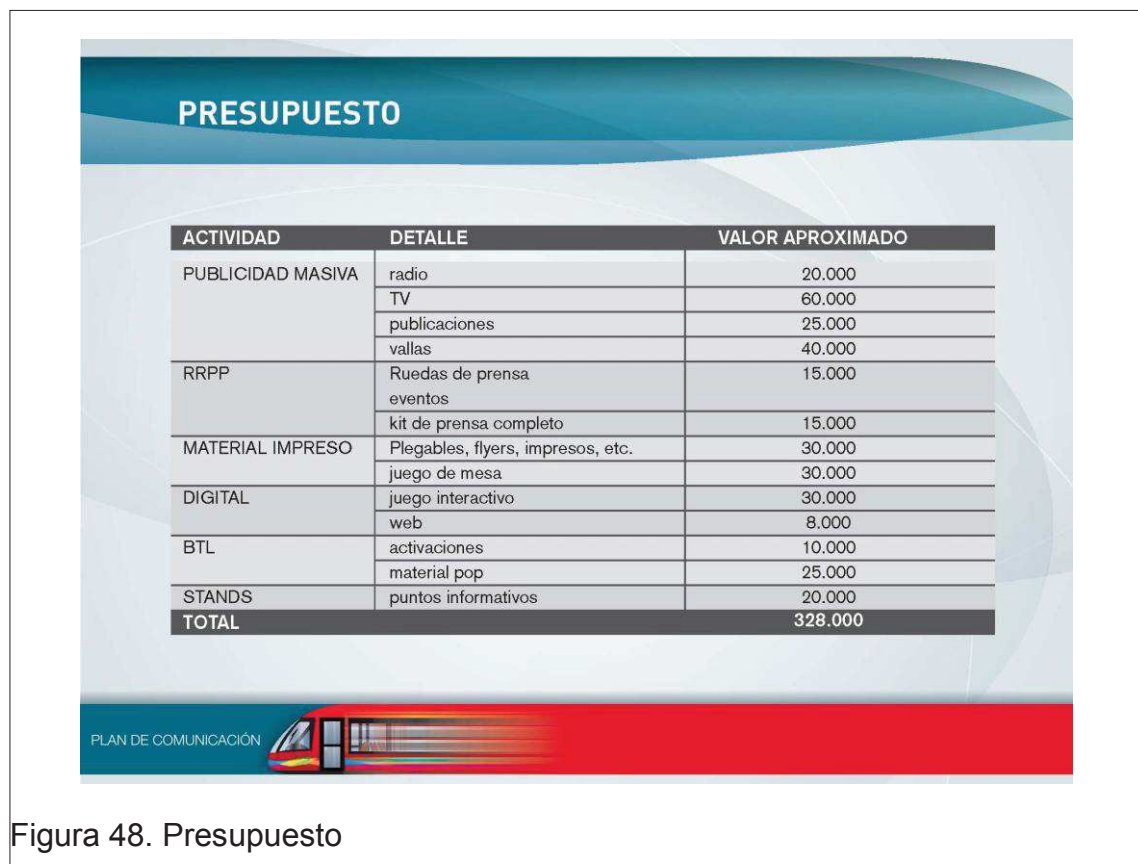 PRESUPUESTO
ACTIVIDAD DETALLE VALOR APROXIMADO
PUBLICIDAD MASIVA radio 20.000
TV 60.000
publicaciones 25.000
vallas 40.000
RRPP Ruedas de prensa 15.000
eventos
kit de prensa completo 15.000
MATERIAL IMPRESO Plegables, flyers, impresos, etc. 30.000
juego de mesa 30.000
DIGITAL juego interactivo 30.000
web 8.000
BTL activaciones 10.000
material pop 25.000
STANDS puntos informativos 20.000
TOTAL 328.000
PLAN DE COMUNICACIÓN
Figura 48. Presupuesto